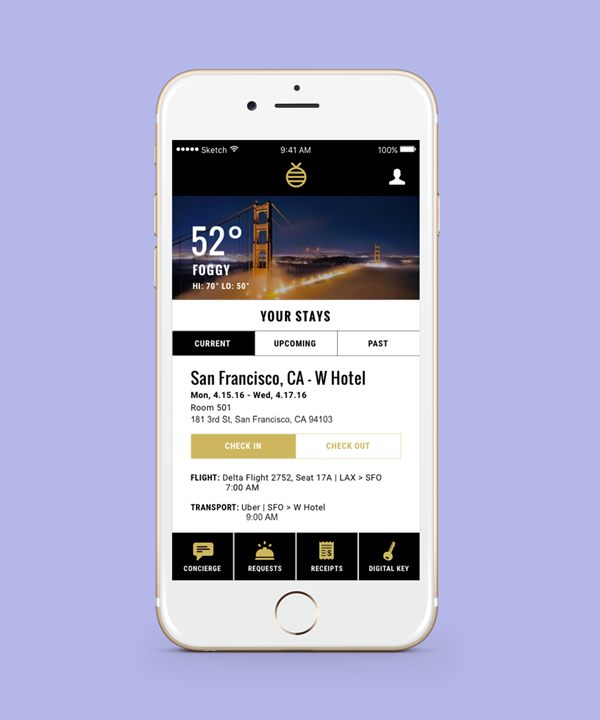 Sketch 9:41 AM 100%
52°
FOGGY
HI: 70° LO: 50°
YOUR STAYS
CURRENT UPCOMING PAST
San Francisco, CA - W Hotel
Mon, 4.15.16 - Wed, 4.17.16
Room 501
181 3rd St, San Francisco, CA 94103
CHECK IN CHECK OUT
FLIGHT: Delta Flight 2752, Seat 17A | LAX > SFO
7:00 AM
TRANSPORT: Uber | SFO > W Hotel
9:00 AM
CONCIERGE REQUESTS RECEIPTS DIGITAL KEY